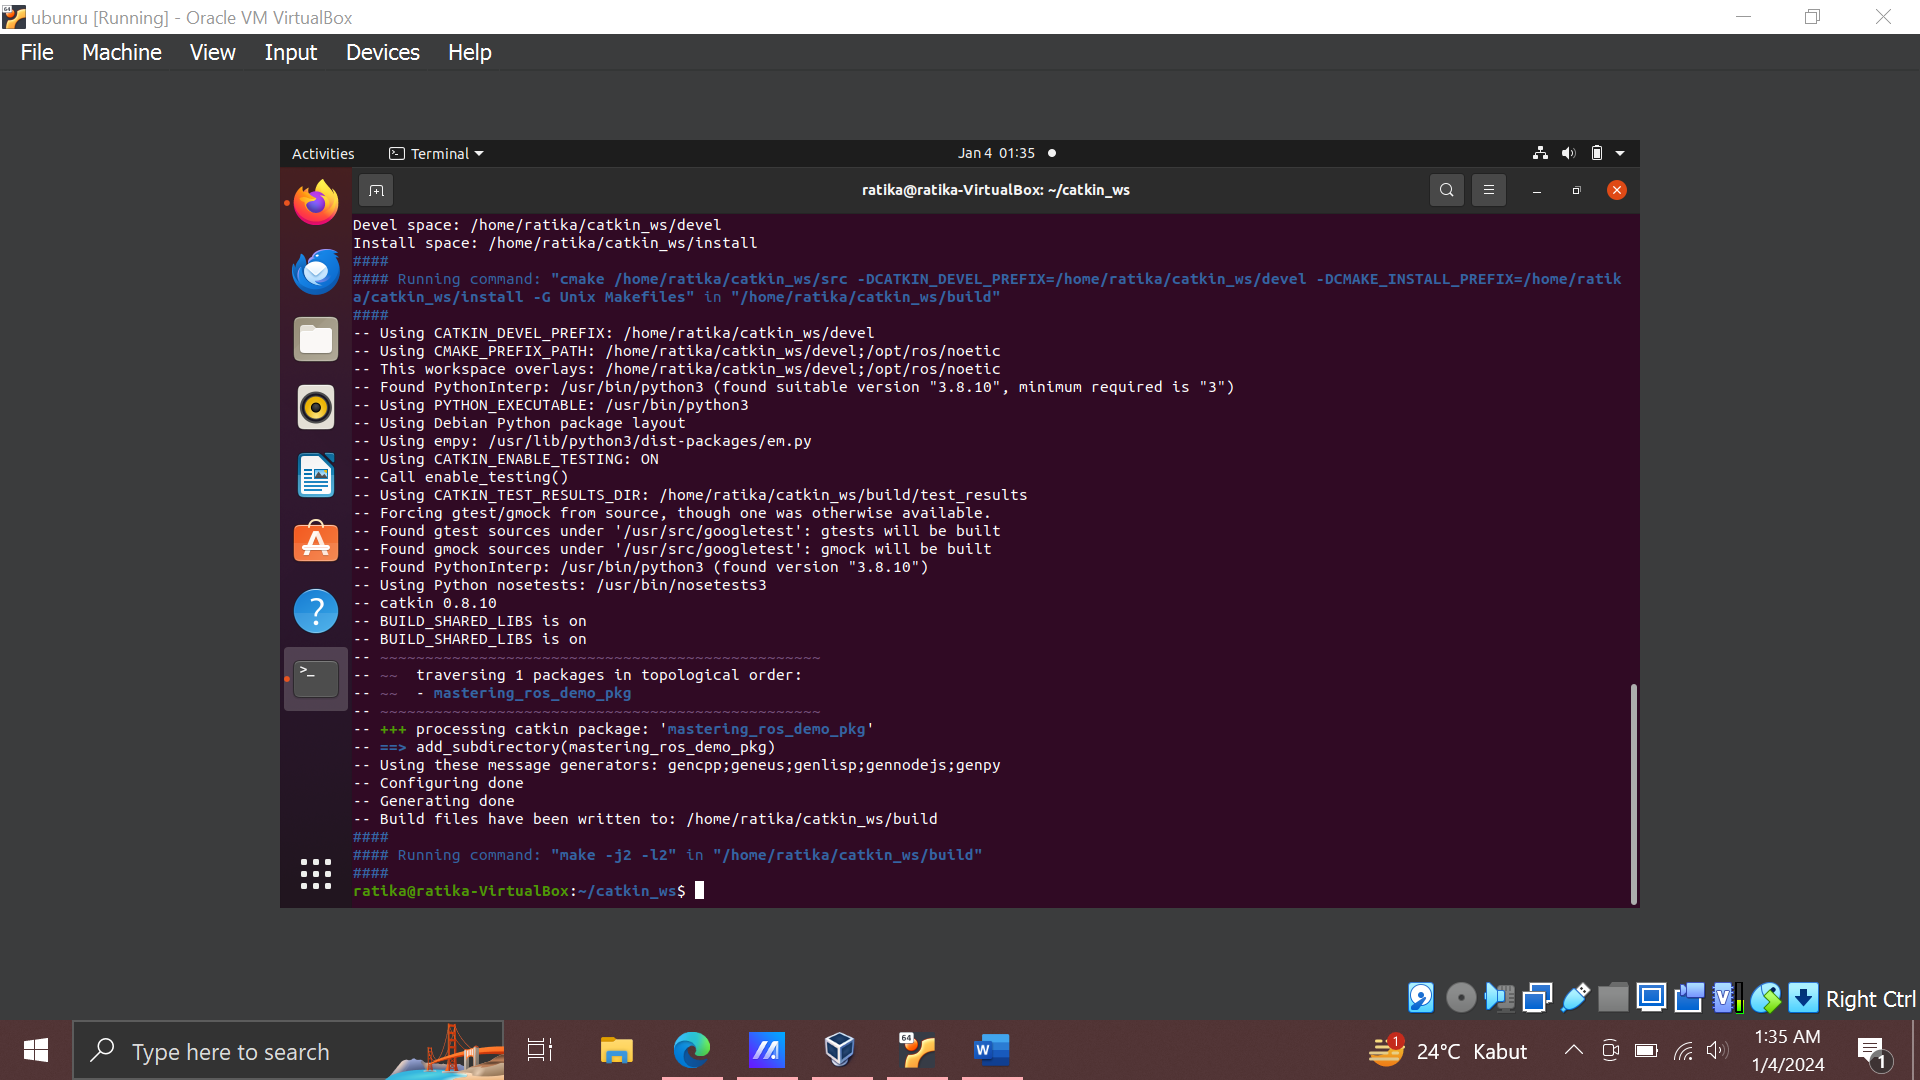 ubunru [Running] - Oracle VM VirtualBox
File Machine View Input Devices Help
Activities Terminal Jan 4 01:35
ratika@ratika-VirtualBox: ~/catkin_ws
Devel space: /home/ratika/catkin_ws/devel
Install space: /home/ratika/catkin_ws/install
####
#### Running command: "cmake /home/ratika/catkin_ws/src -DCATKIN_DEVEL_PREFIX=/home/ratika/catkin_ws/devel -DCMAKE_INSTALL_PREFIX=/home/ratik
a/catkin_ws/install -G Unix Makefiles" in "/home/ratika/catkin_ws/build"
####
-- Using CATKIN_DEVEL_PREFIX: /home/ratika/catkin_ws/devel
-- Using CMAKE_PREFIX_PATH: /home/ratika/catkin_ws/devel;/opt/ros/noetic
-- This workspace overlays: /home/ratika/catkin_ws/devel;/opt/ros/noetic
-- Found PythonInterp: /usr/bin/python3 (found suitable version "3.8.10", minimum required is "3")
-- Using PYTHON_EXECUTABLE: /usr/bin/python3
-- Using Debian Python package layout
-- Using empy: /usr/lib/python3/dist-packages/em.py
-- Using CATKIN_ENABLE_TESTING: ON
-- Call enable_testing()
-- Using CATKIN_TEST_RESULTS_DIR: /home/ratika/catkin_ws/build/test_results
-- Forcing gtest/gmock from source, though one was otherwise available.
-- Found gtest sources under '/usr/src/googletest': gtests will be built
-- Found gmock sources under '/usr/src/googletest': gmock will be built
-- Found PythonInterp: /usr/bin/python3 (found version "3.8.10")
-- Using Python nosetests: /usr/bin/nosetests3
-- catkin 0.8.10
-- BUILD_SHARED_LIBS is on
-- BUILD_SHARED_LIBS is on
-- ~~~~~~~~~~~~~~~~~~~~~~~~~~~~~~~~~~~~~~~~~~~~~~~~~
-- ~~  traversing 1 packages in topological order:
-- ~~  - mastering_ros_demo_pkg
-- ~~~~~~~~~~~~~~~~~~~~~~~~~~~~~~~~~~~~~~~~~~~~~~~~~
-- +++ processing catkin package: 'mastering_ros_demo_pkg'
-- ==> add_subdirectory(mastering_ros_demo_pkg)
-- Using these message generators: gencpp;geneus;genlisp;gennodejs;genpy
-- Configuring done
-- Generating done
-- Build files have been written to: /home/ratika/catkin_ws/build
####
#### Running command: "make -j2 -l2" in "/home/ratika/catkin_ws/build"
####
ratika@ratika-VirtualBox:~/catkin_ws$
Right Ctrl
Type here to search
24°C Kabut
1:35 AM
1/4/2024